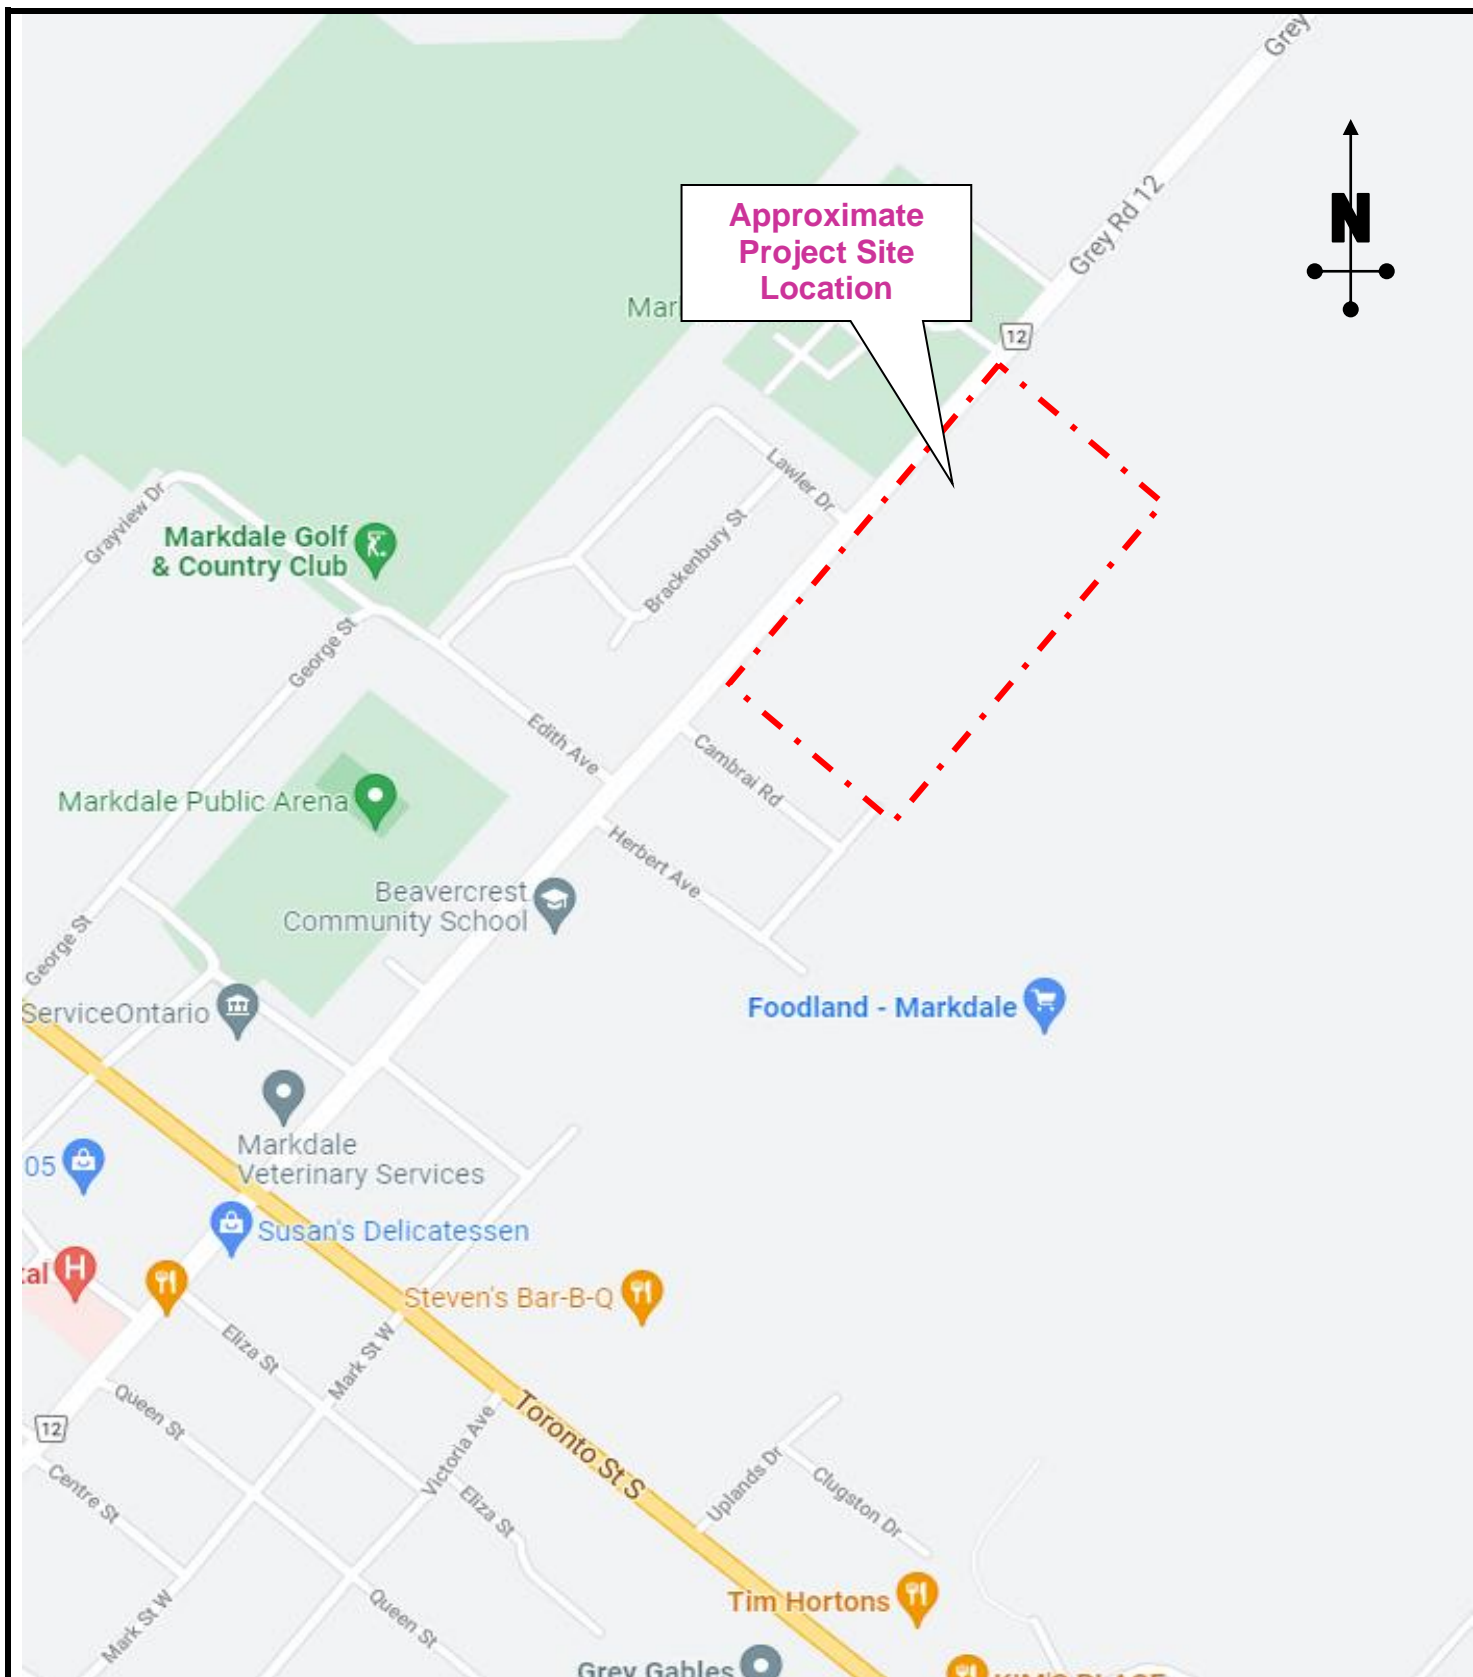 Grey
Grey Rd 12
N
Approximate
Project Site
Location
Mar
12
Lawler Dr
Brackenbury St
Grayview Dr
Markdale Golf
& Country Club
George St
Edith Ave
Cambrai Rd
Markdale Public Arena
Herbert Ave
Beavercrest
Community School
George St
ServiceOntario
Foodland - Markdale
Markdale
Veterinary Services
05
Susan's Delicatessen
tal
H
Steven's Bar-B-Q
Eliza St
Mark St W
Queen St
12
Toronto St S
Victoria Ave
Centre St
Uplands Dr
Clugston Dr
Eliza St
Tim Hortons
Mark St W
Queen St
Grey Gables
KIM'S PLACE